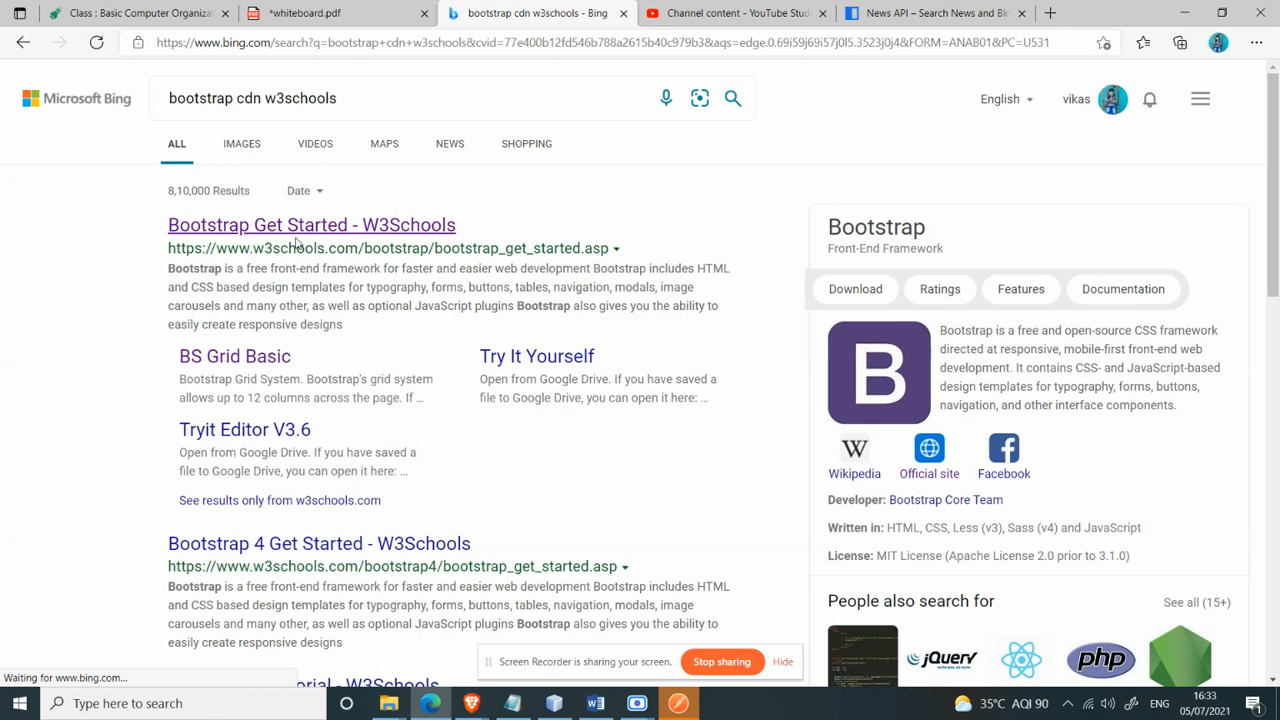 Class : Basic Computer Organiza
*whiteboard.pdf
bootstrap cdn w3schools - Bing
Channel content - YouTube Stud
News API – Search News and Blo
https://www.bing.com/search?q=bootstrap+cdn+w3schools&cvid=77e400b12fd546b788a2615b40c979b3&aqs=edge.0.69i59j69i57j0l5.3523j0j4&FORM=ANAB01&PC=U531
Microsoft Bing
bootstrap cdn w3schools
English
vikas
ALL IMAGES VIDEOS MAPS NEWS SHOPPING
8,10,000 Results Date
Bootstrap Get Started - W3Schools
https://www.w3schools.com/bootstrap/bootstrap_get_started.asp
Bootstrap is a free front-end framework for faster and easier web development Bootstrap includes HTML
and CSS based design templates for typography, forms, buttons, tables, navigation, modals, image
carousels and many other, as well as optional JavaScript plugins Bootstrap also gives you the ability to
easily create responsive designs
BS Grid Basic
Bootstrap Grid System. Bootstrap's grid system
allows up to 12 columns across the page. If ...
Try It Yourself
Open from Google Drive. If you have saved a
file to Google Drive, you can open it here: ...
Tryit Editor V3.6
Open from Google Drive. If you have saved a
file to Google Drive, you can open it here: ...
See results only from w3schools.com
Bootstrap 4 Get Started - W3Schools
https://www.w3schools.com/bootstrap4/bootstrap_get_started.asp
Bootstrap is a free front-end framework for faster and easier web development Bootstrap includes HTML
and CSS based design templates for typography, forms, buttons, tables, navigation, modals, image
carousels and many other, as well as optional JavaScript plugins Bootstrap also gives you the ability to
create responsive designs
Bootstrap
Front-End Framework
Download Ratings Features Documentation
B
Bootstrap is a free and open-source CSS framework
directed at responsive, mobile-first front-end web
development. It contains CSS- and JavaScript-based
design templates for typography, forms, buttons,
navigation, and other interface components.
W
Wikipedia Official site Facebook
Developer: Bootstrap Core Team
Written in: HTML, CSS, Less (v3), Sass (v4) and JavaScript
License: MIT License (Apache License 2.0 prior to 3.1.0)
People also search for
See all (15+)
jQuery
your screen.
Stop sharing
Type here to search
35°C AQI 90
ENG
16:33
05/07/2021